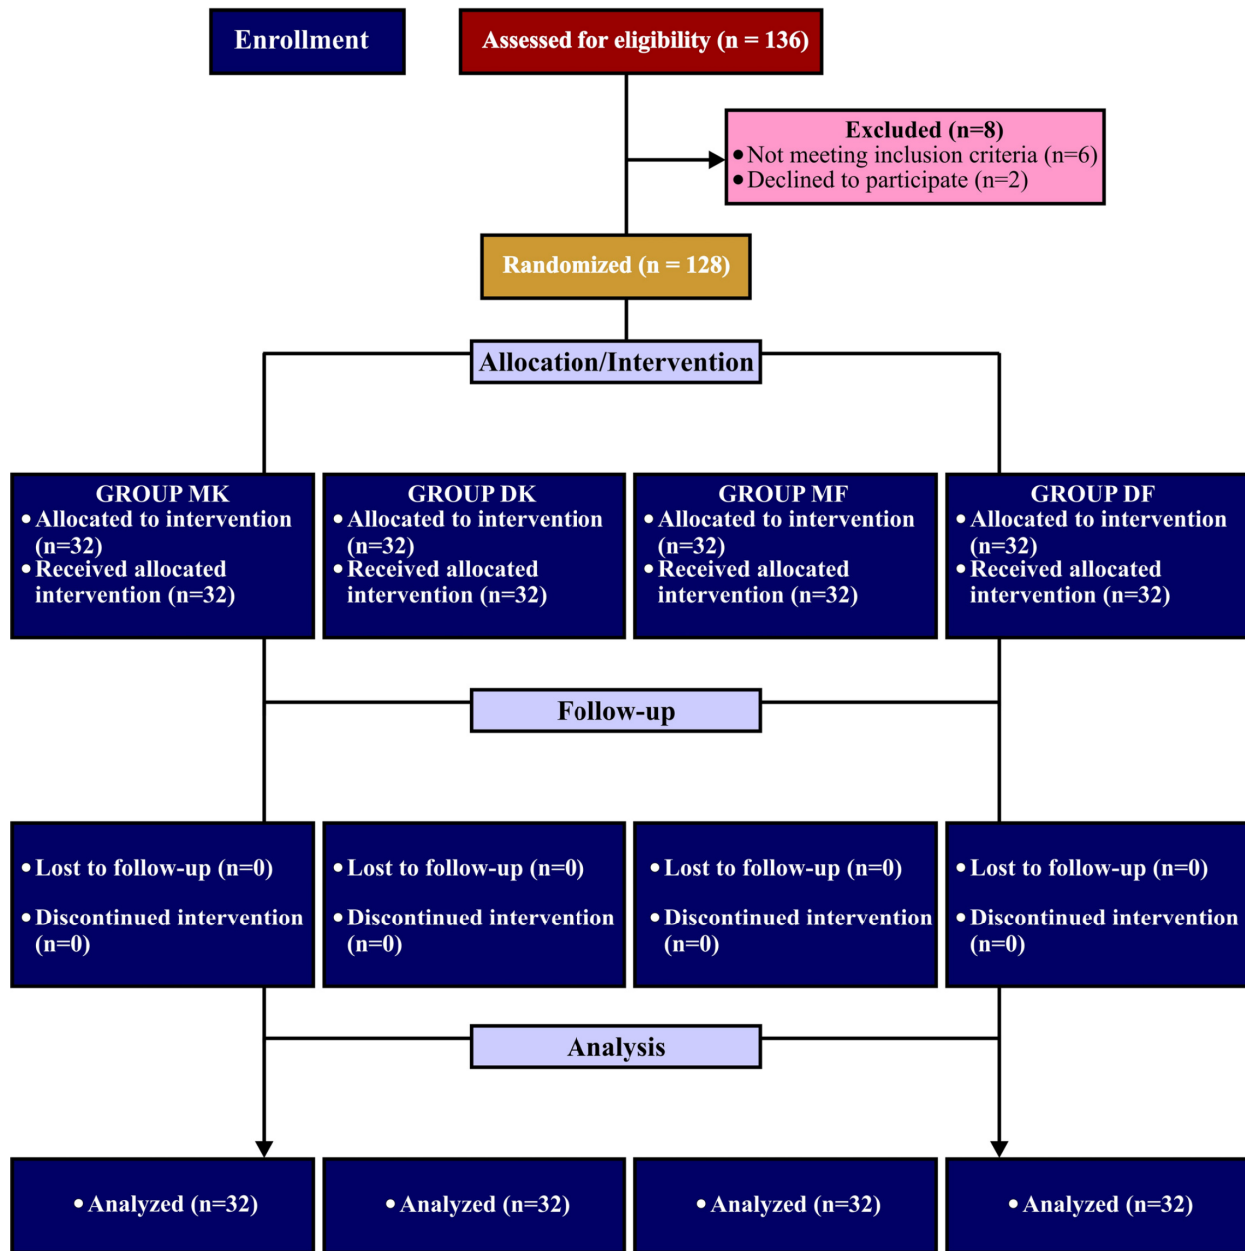 Enrollment
Assessed for eligibility (n = 136)
Excluded (n=8)
• Not meeting inclusion criteria (n=6)
• Declined to participate (n=2)
Randomized (n = 128)
Allocation/Intervention
GROUP MK
• Allocated to intervention
(n=32)
• Received allocated
intervention (n=32)
GROUP DK
• Allocated to intervention
(n=32)
• Received allocated
intervention (n=32)
GROUP MF
• Allocated to intervention
(n=32)
• Received allocated
intervention (n=32)
GROUP DF
• Allocated to intervention
(n=32)
• Received allocated
intervention (n=32)
Follow-up
• Lost to follow-up (n=0)
• Discontinued intervention
(n=0)
• Lost to follow-up (n=0)
• Discontinued intervention
(n=0)
• Lost to follow-up (n=0)
• Discontinued intervention
(n=0)
• Lost to follow-up (n=0)
• Discontinued intervention
(n=0)
Analysis
• Analyzed (n=32)
• Analyzed (n=32)
• Analyzed (n=32)
• Analyzed (n=32)